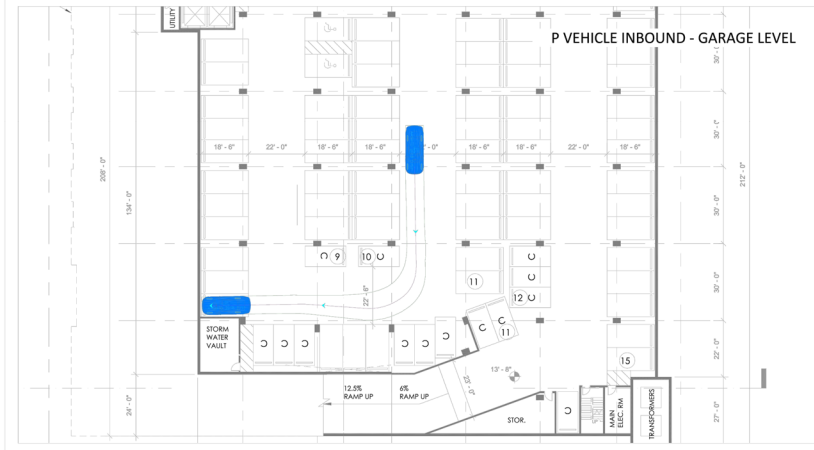 UTILITY
P VEHICLE INBOUND - GARAGE LEVEL
30'- 0"
18' - 6"
22' - 0"
18' - 6"
18' - 6"
- 0"
18' - 6"
18' - 6"
22' - 0"
18' - 6"
30' - 0"
208' - 0"
212' - 0"
134' - 0"
30' - 0"
C
9
10
C
C
C
30' - 0"
11
12
C
22' - 6"
STORM
WATER
VAULT
C
C
C
C
C
C
C
C
11
22' - 0"
15
13' - 8"
12.5%
RAMP UP
6%
RAMP UP
23' - 0"
24' - 0"
N
STOR.
C
MAIN
ELEC. RM
TRANSFORMERS
27' - 0"